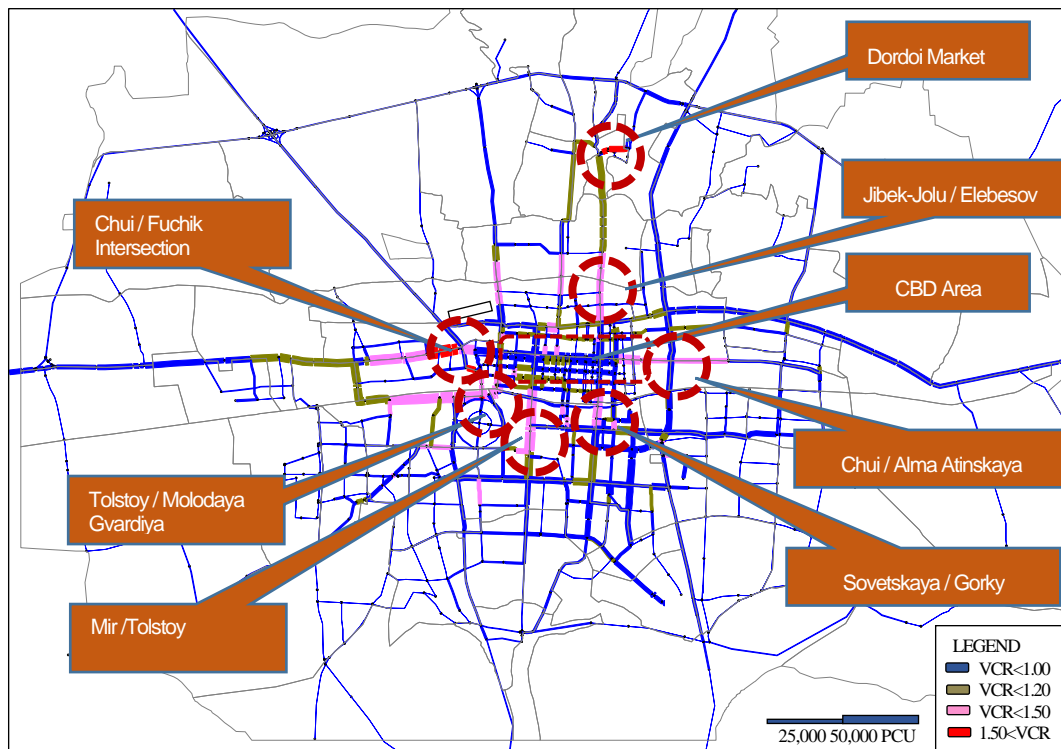 Dordoi Market
Jibek-Jolu / Elebesov
Chui / Fuchik
Intersection
CBD Area
Chui / Alma Atinskaya
Tolstoy / Molodaya
Gvardiya
Sovetskaya / Gorky
Mir /Tolstoy
LEGEND
VCR<1.00
VCR<1.20
VCR<1.50
1.50<VCR
25,000 50,000 PCU